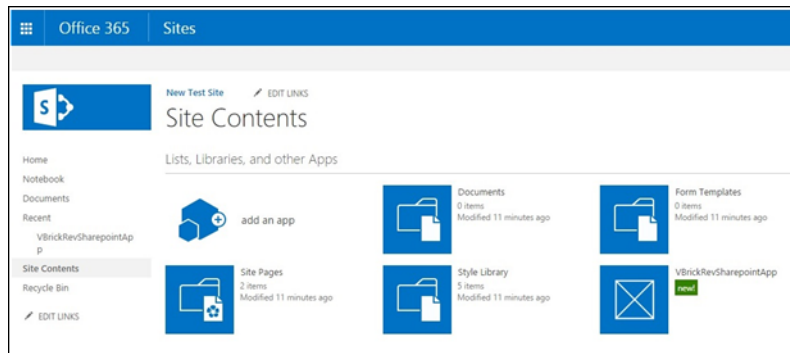 Office 365
Sites
New Test Site
EDIT LINKS
Site Contents
Home
Notebook
Documents
Recent
VBrickRevSharepointAp
p
Site Contents
Recycle Bin
EDIT LINKS
Lists, Libraries, and other Apps
add an app
Documents
0 items
Modified 11 minutes ago
Form Templates
0 items
Modified 11 minutes ago
Site Pages
2 items
Modified 11 minutes ago
Style Library
5 items
Modified 11 minutes ago
VBrickRevSharepointApp
new!
S